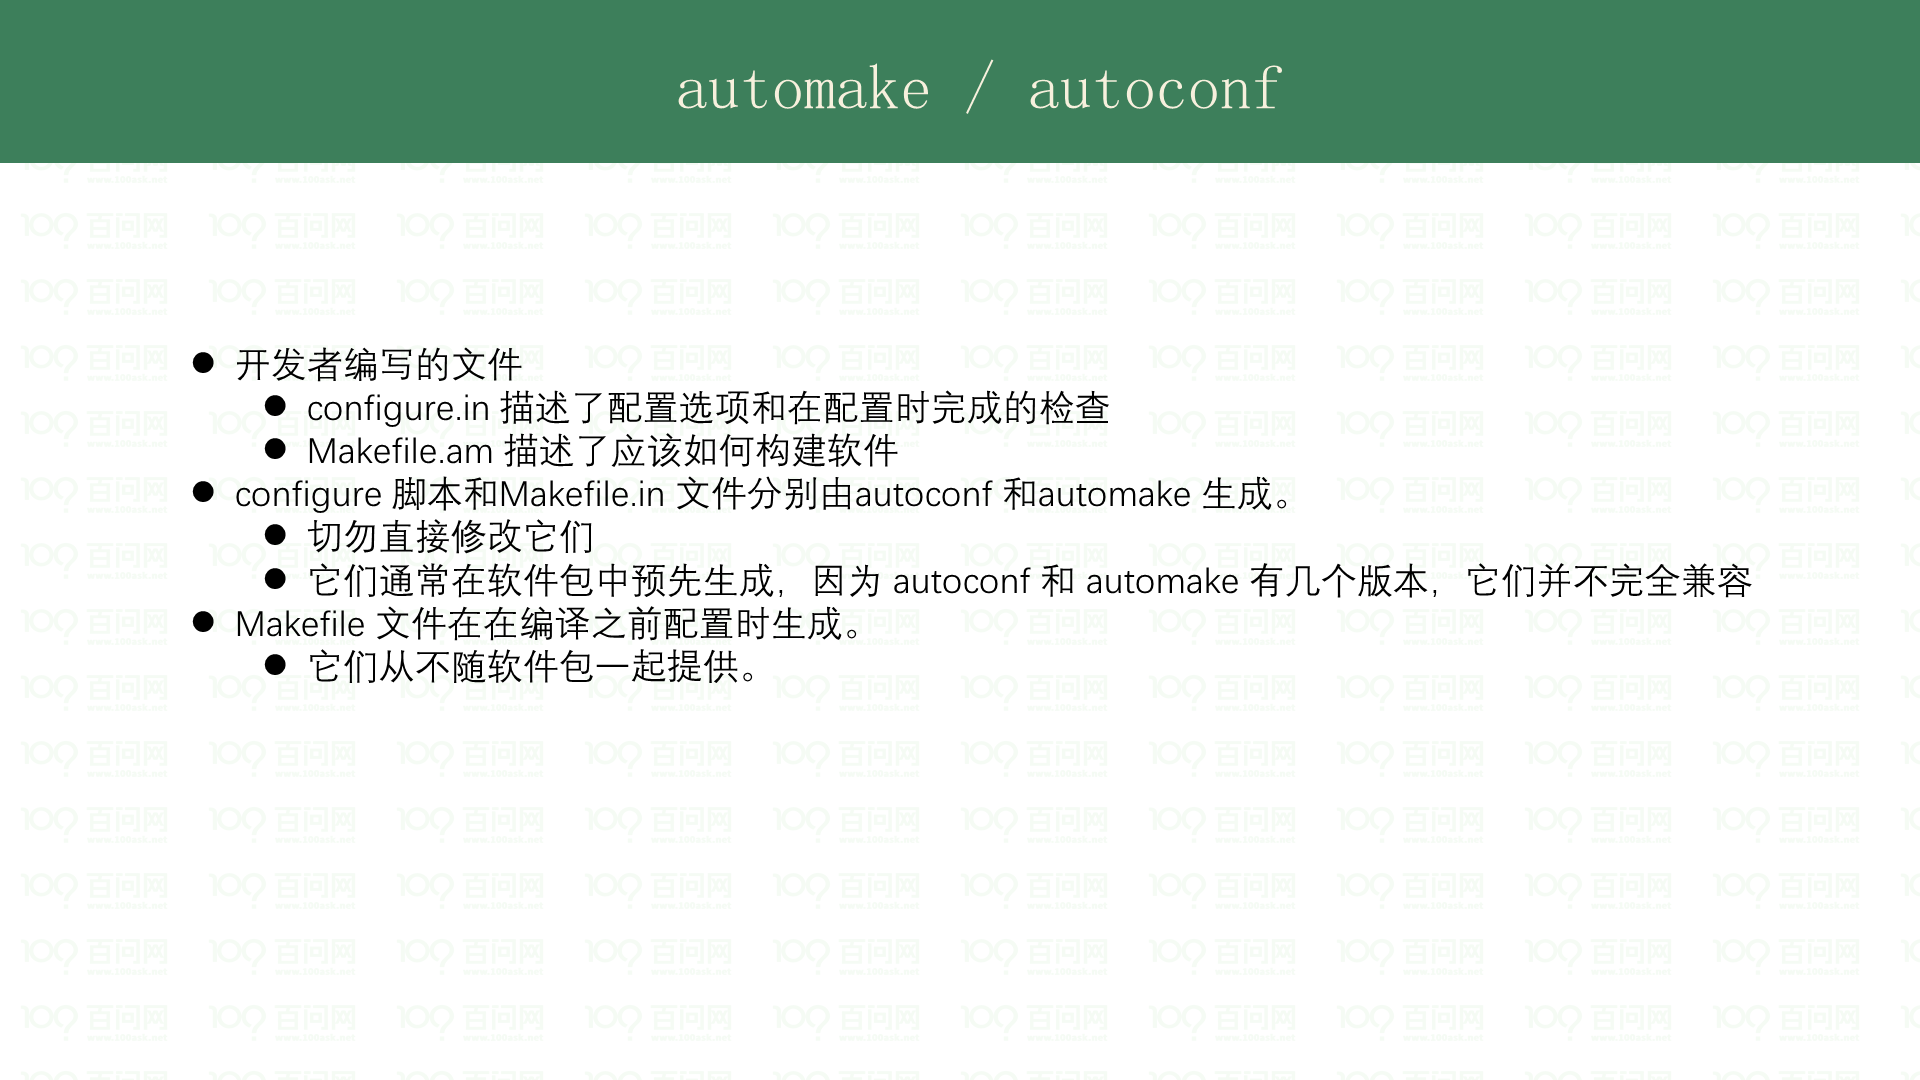 automake / autoconf
● 开发者编写的文件
● configure.in 描述了配置选项和在配置时完成的检查
● Makefile.am 描述了应该如何构建软件
● configure 脚本和Makefile.in 文件分别由autoconf 和automake 生成。
● 切勿直接修改它们
● 它们通常在软件包中预先生成，因为 autoconf 和 automake 有几个版本，它们并不完全兼容
● Makefile 文件在在编译之前配置时生成。
● 它们从不随软件包一起提供。
百问网
www.100ask.net